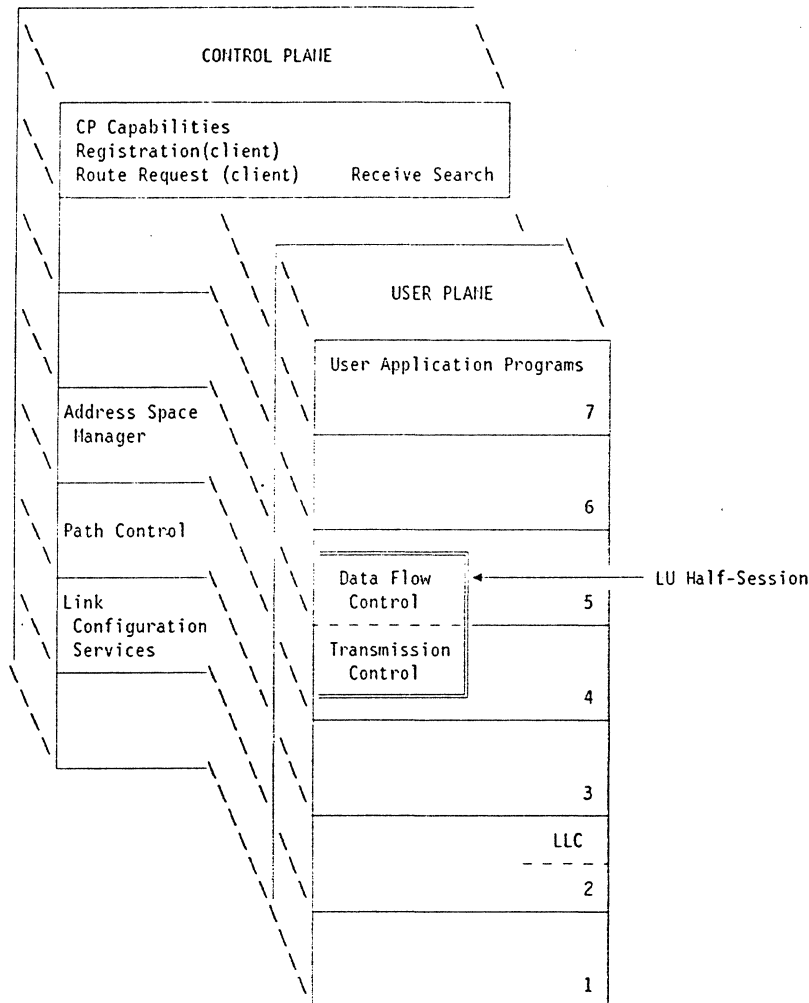 CONTROL PLANE
CP Capabilities
Registration(client)
Route Request (client) Receive Search
USER PLANE
User Application Programs
7
Address Space
Manager
6
Path Control
Data Flow
Control
LU Half-Session
5
Link
Configuration
Services
Transmission
Control
4
3
LLC
2
1